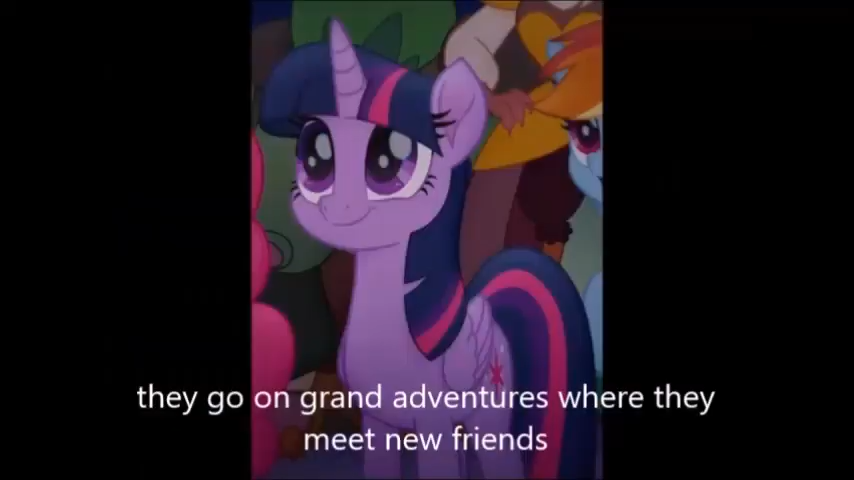 they go on grand adventures where they
meet new friends